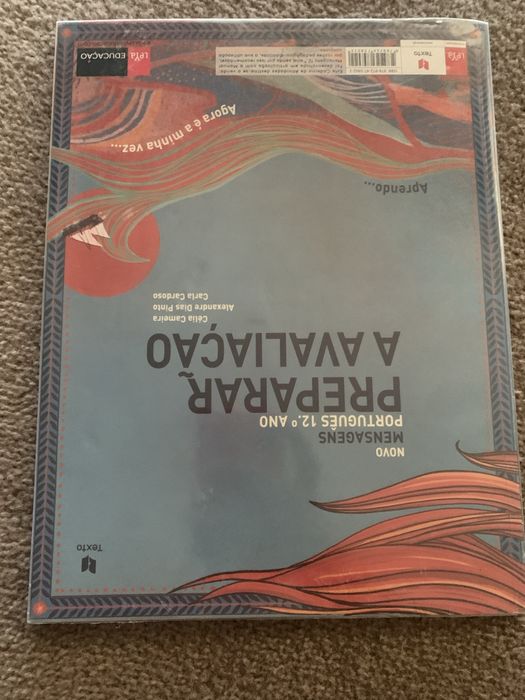 Texto
NOVO
MENSAGENS
PORTUGUÊS 12.º ANO
PREPARAR
A AVALIAÇÃO
Célia Cameira
Alexandre Dias Pinto
Carla Cardoso
Aprendo...
Agora é a minha vez...
Texto
LeYa
EDUCAÇÃO
LeYa